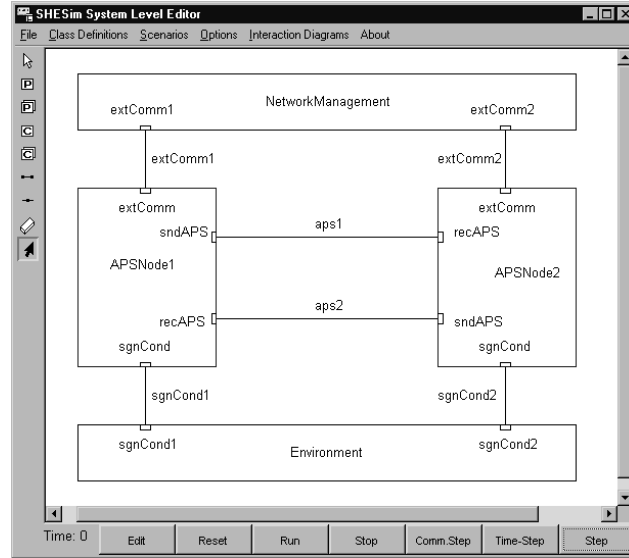 SHESim System Level Editor
File Class Definitions Scenarios Options Interaction Diagrams About
P
P
C
C
NetworkManagement
extComm1 extComm2
extComm1 extComm2
extComm extComm
sndAPS aps1 recAPS
APSNode1 APSNode2
recAPS aps2 sndAPS
sgnCond sgnCond
sgnCond1 sgnCond2
sgnCond1 sgnCond2
Environment
Time: 0 Edit Reset Run Stop Comm.Step Time-Step Step